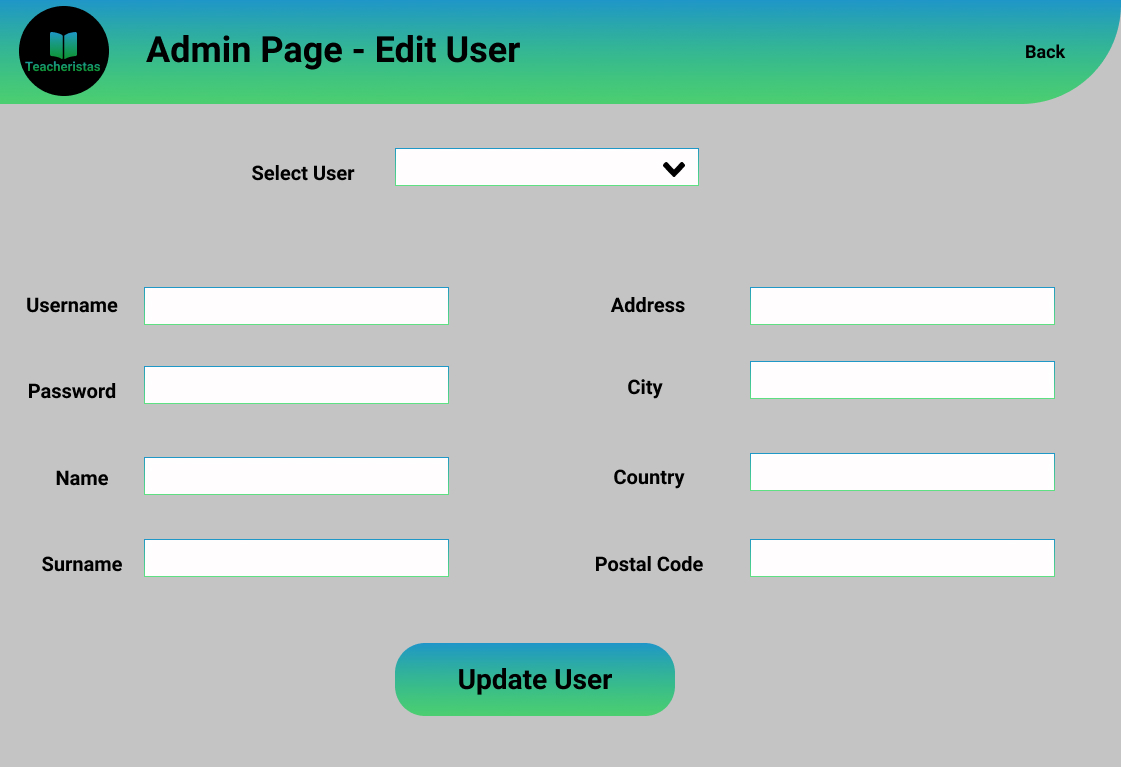 Teacheristas
Admin Page - Edit User
Back
Select User
Username
Address
Password
City
Name
Country
Surname
Postal Code
Update User